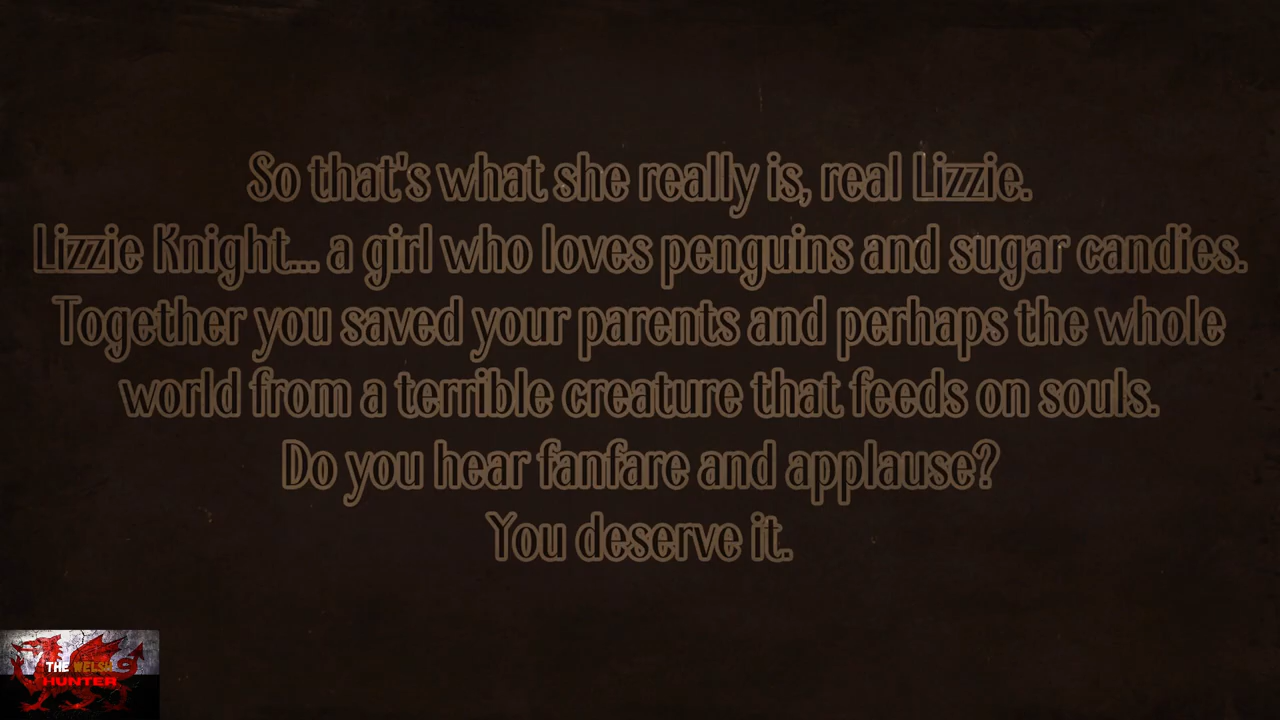 So that's what she really is, real Lizzie.
Lizzie Knight... a girl who loves penguins and sugar candies.
Together you saved your parents and perhaps the whole
world from a terrible creature that feeds on souls.
Do you hear fanfare and applause?
You deserve it.
THE WELSH
HUNTER